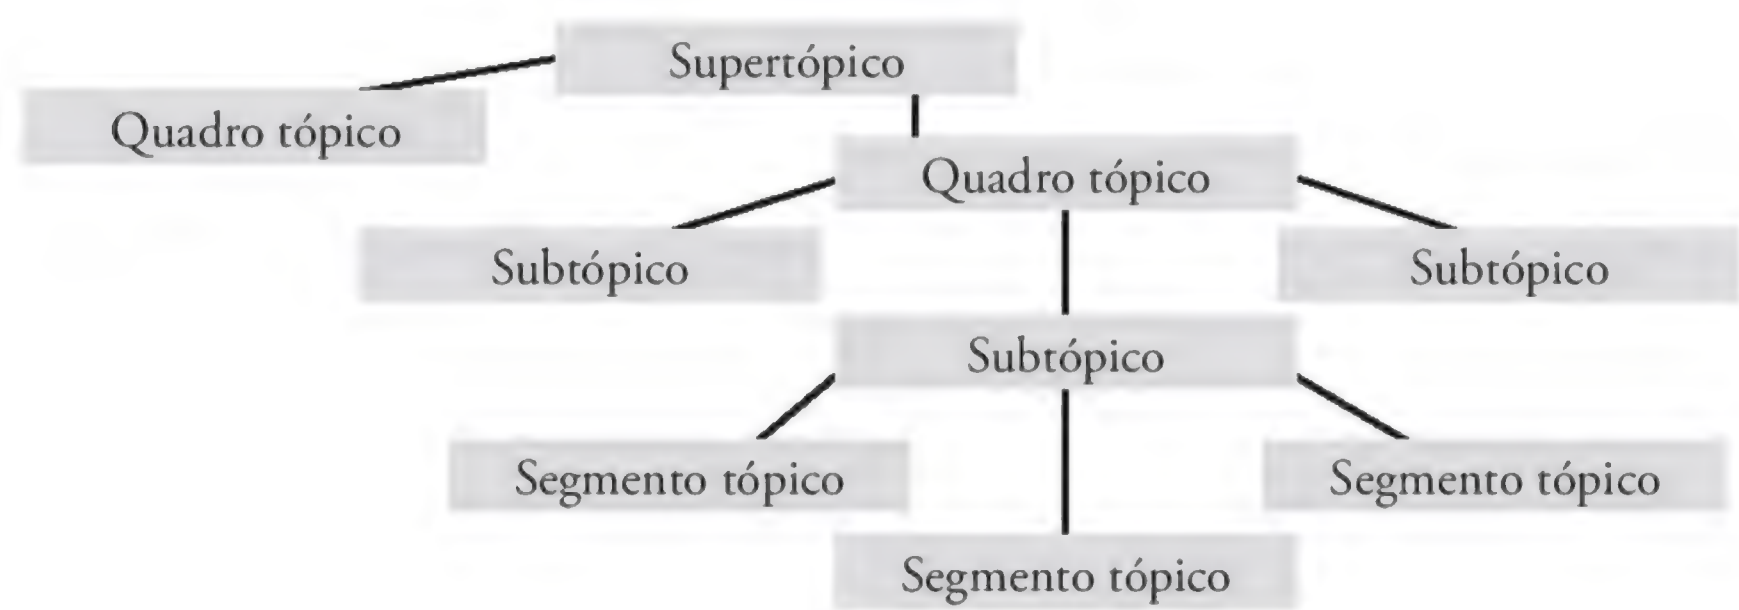 Supertópico
Quadro tópico
Quadro tópico
Subtópico
Subtópico
Subtópico
Segmento tópico
Segmento tópico
Segmento tópico